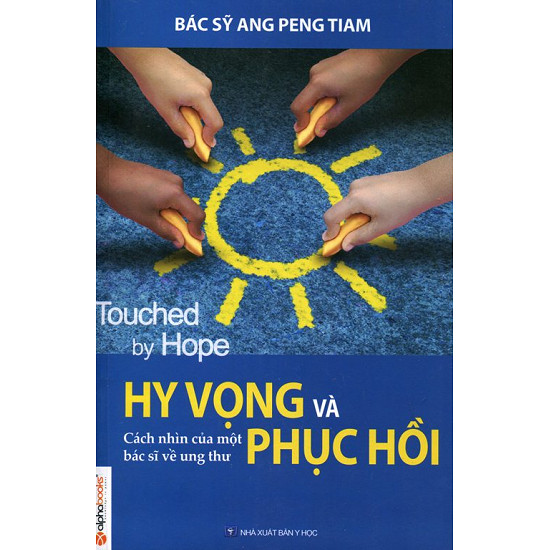 BÁC SỸ ANG PENG TIAM
Touched
by Hope
HY VỌNG VÀ
Cách nhìn của một
bác sĩ về ung thư
PHỤC HỒI
alphabooks
NHÀ XUẤT BẢN Y HỌC